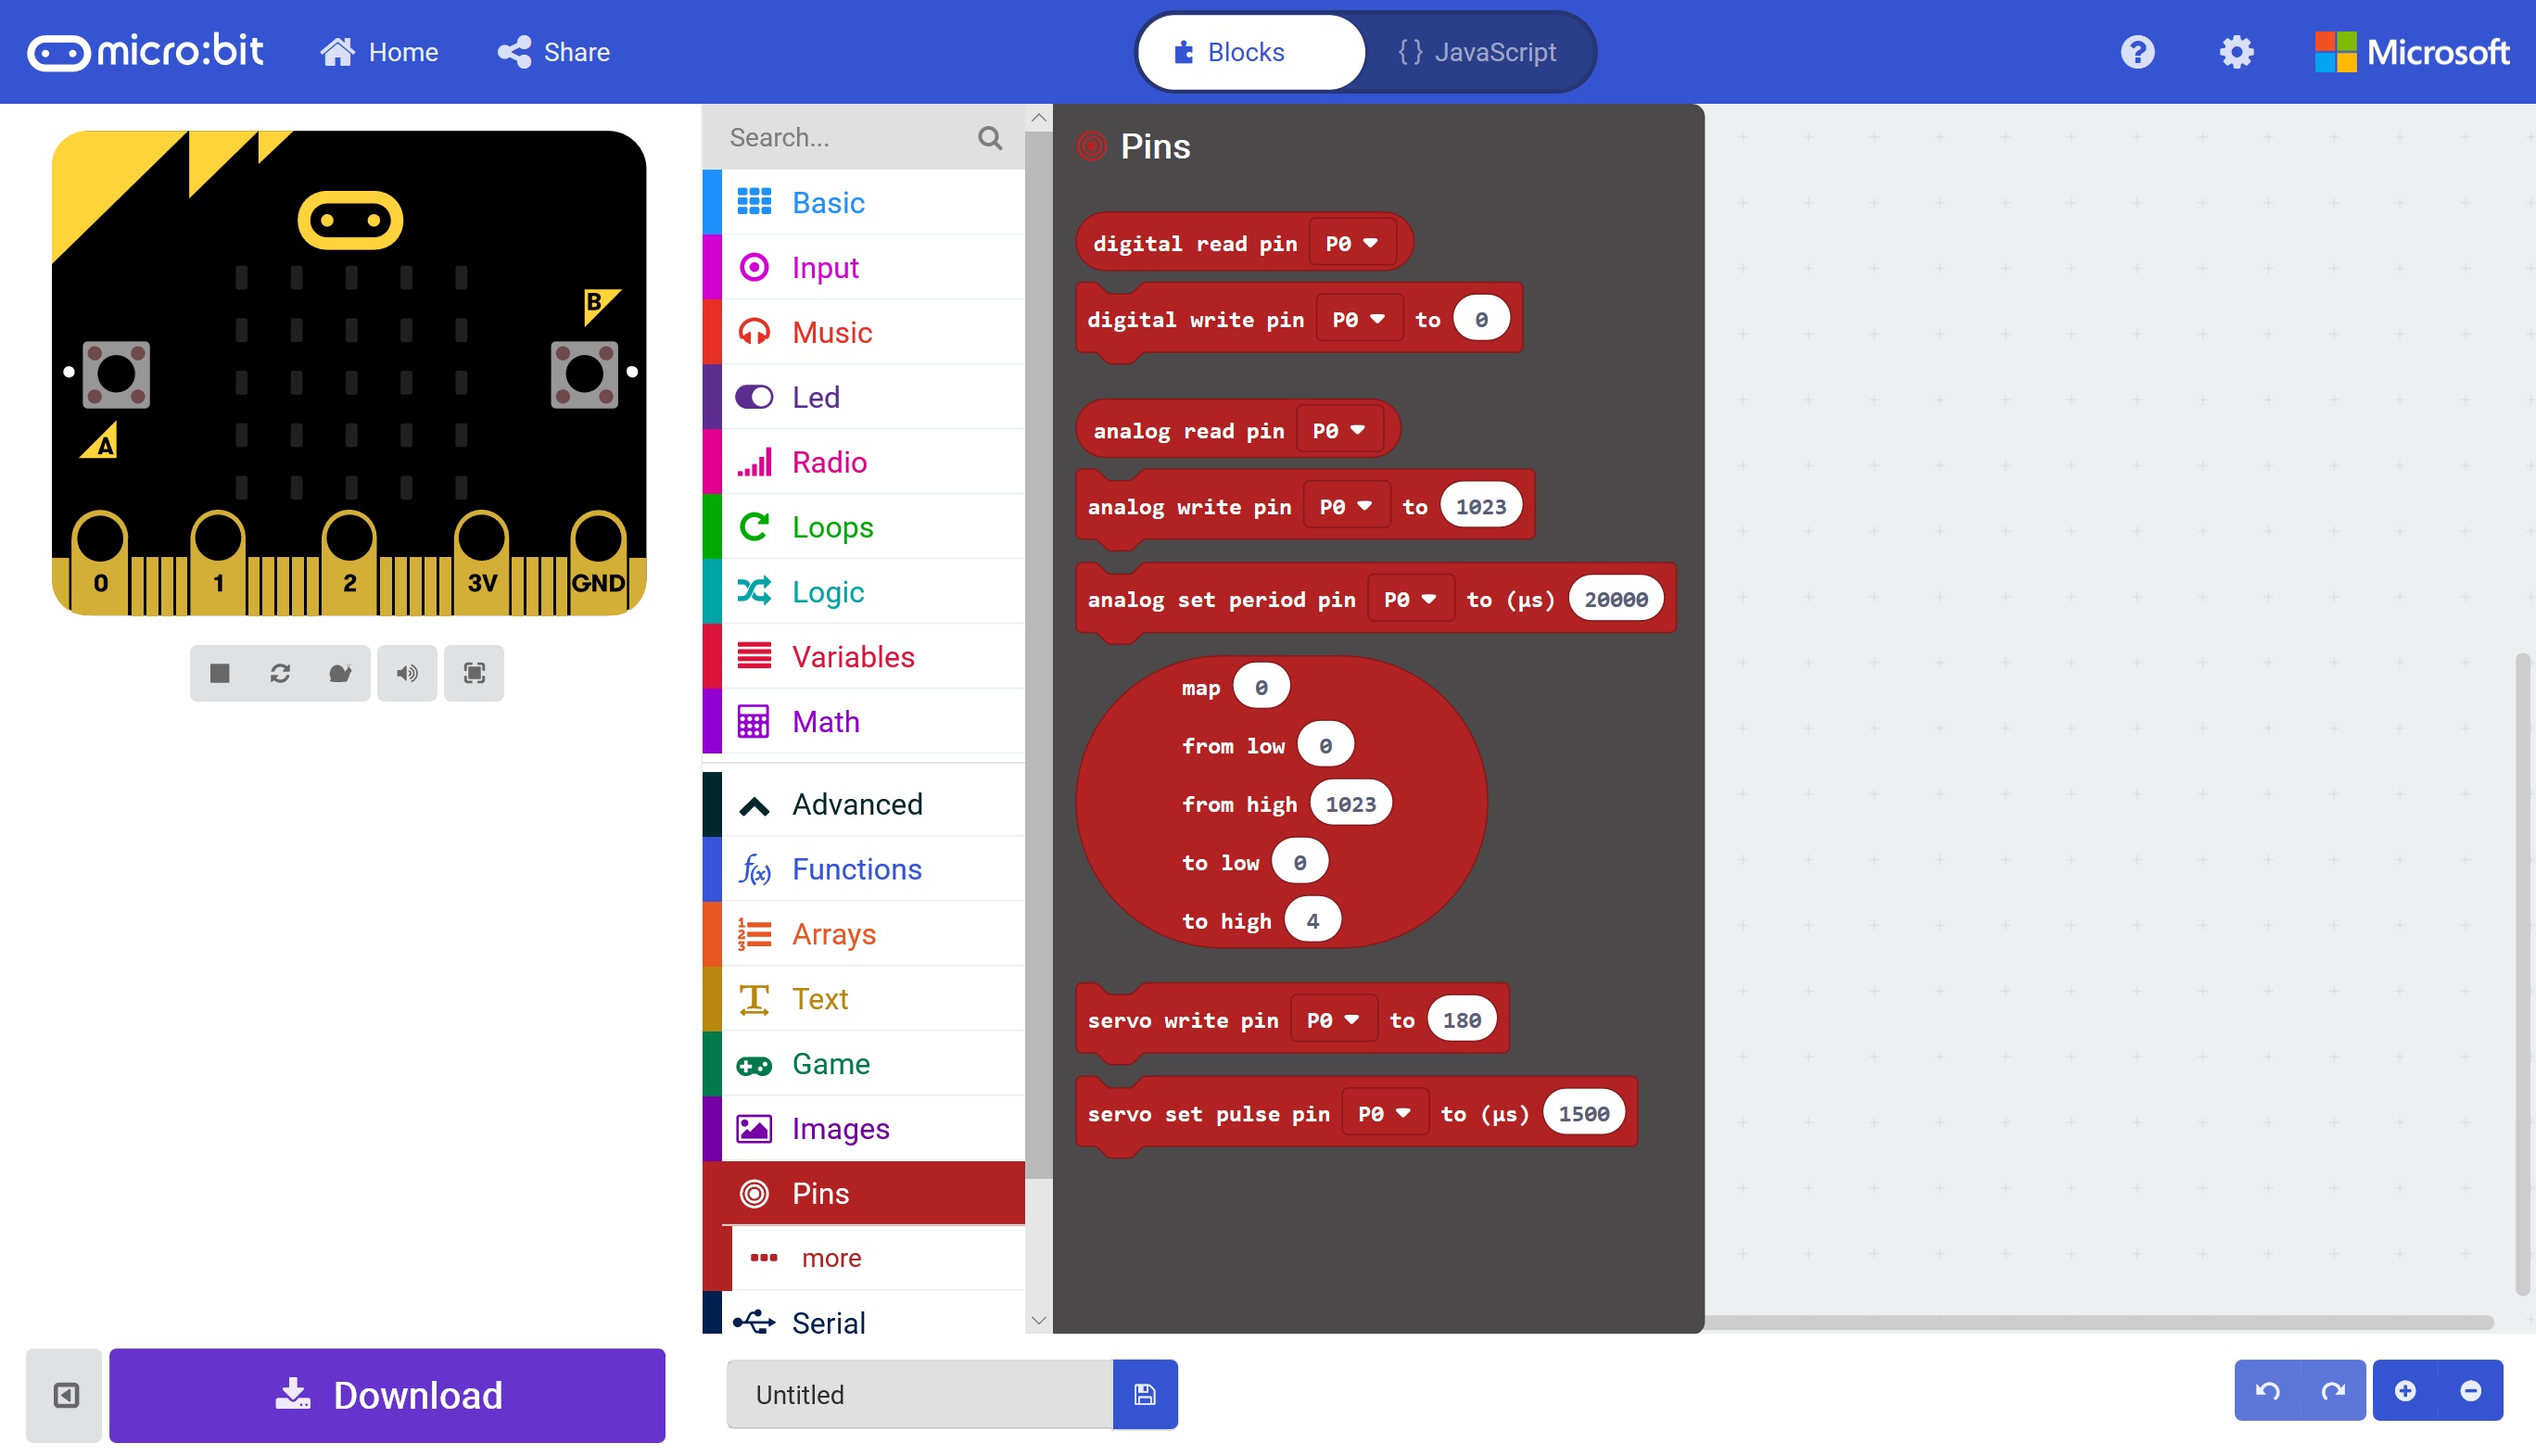 micro:bit Home Share Blocks {} JavaScript ? Microsoft
B
A
0 1 2 3V GND
Search...
Basic
Input
Music
Led
Radio
Loops
Logic
Variables
Math
Advanced
f(x) Functions
1 2 3 Arrays
T Text
Game
Images
Pins
more
Serial
Pins
digital read pin P0
digital write pin P0 to 0
analog read pin P0
analog write pin P0 to 1023
analog set period pin P0 to (µs) 20000
map 0
from low 0
from high 1023
to low 0
to high 4
servo write pin P0 to 180
servo set pulse pin P0 to (µs) 1500
Download
Untitled